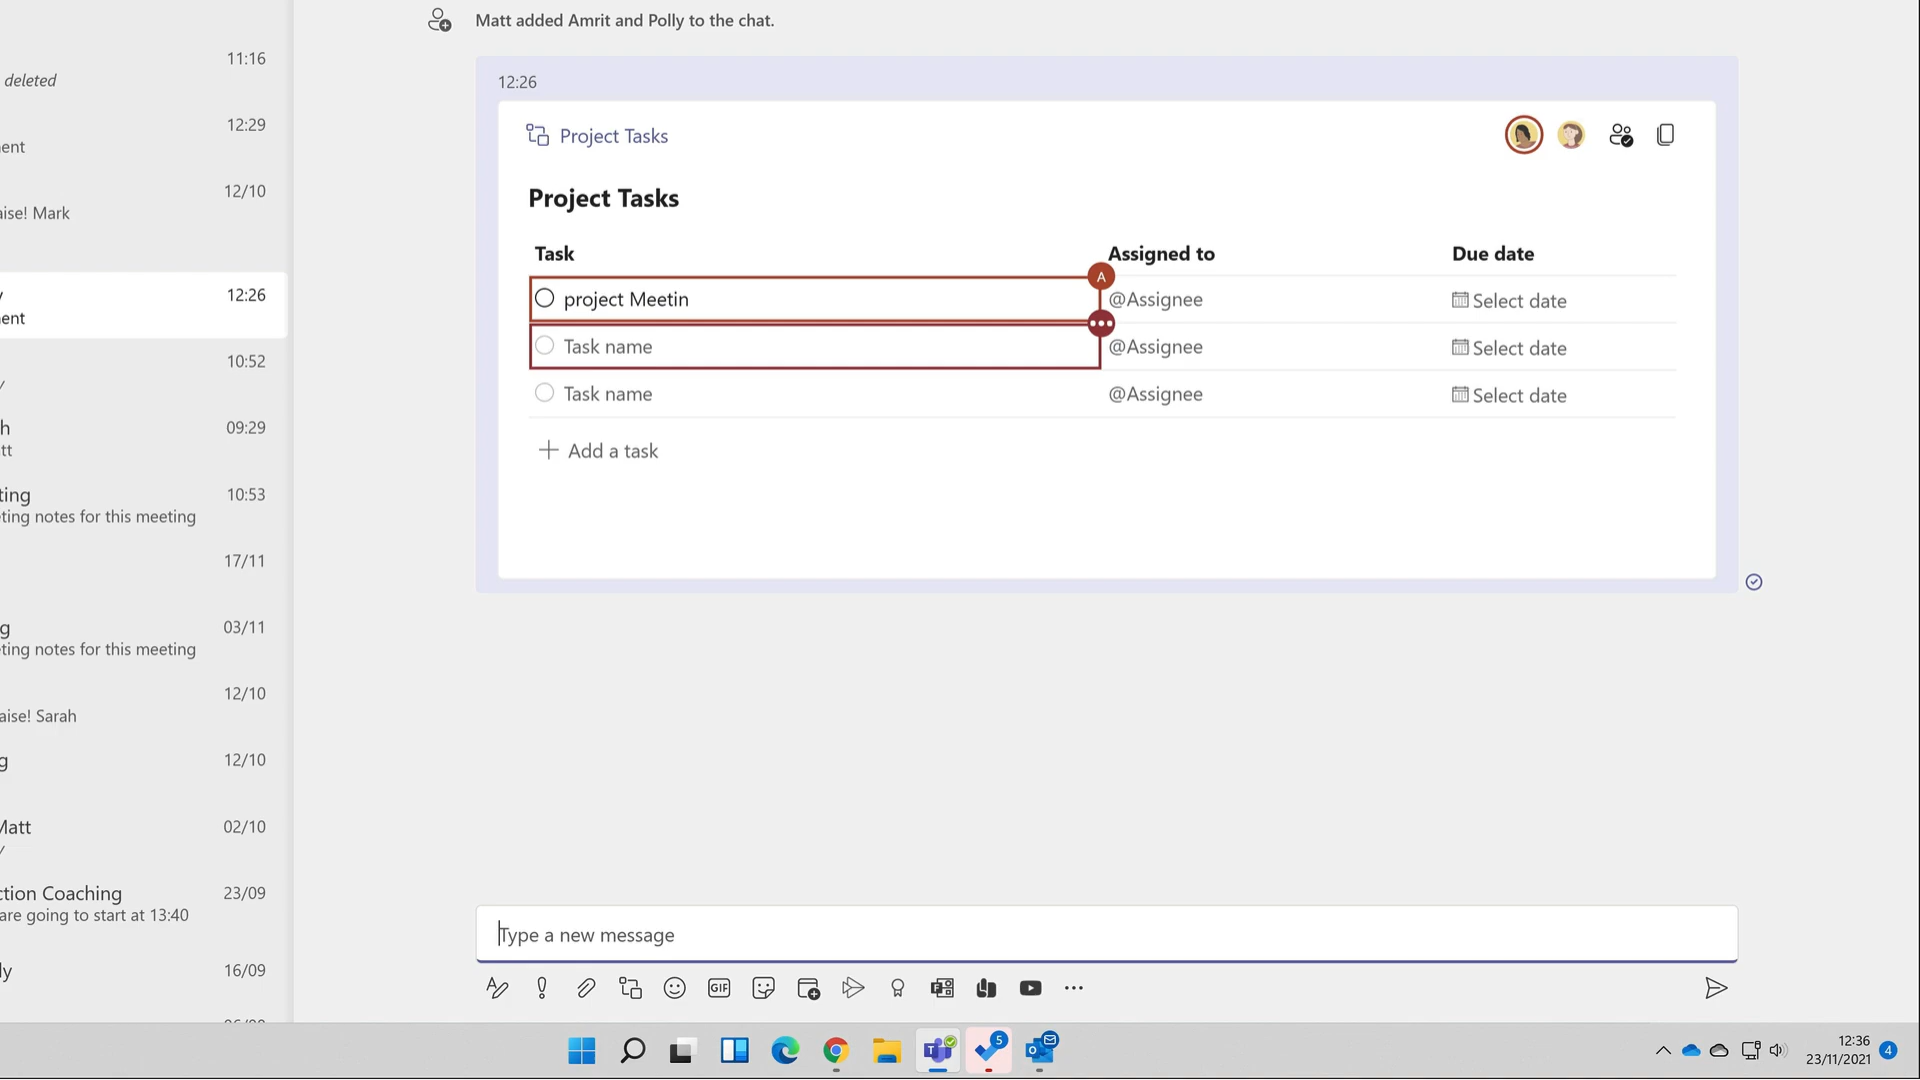 Matt added Amrit and Polly to the chat.
11:16
deleted
12:29
ent
12/10
aise! Mark
12:26
ent
10:52
h
09:29
tt
ting
10:53
ting notes for this meeting
17/11
g
03/11
ting notes for this meeting
12/10
aise! Sarah
g
12/10
Matt
02/10
ction Coaching
23/09
are going to start at 13:40
ly
16/09
12:26
Project Tasks
Project Tasks
Task
Assigned to
Due date
A
project Meetin
@Assignee
Select date
Task name
@Assignee
Select date
Task name
@Assignee
Select date
Add a task
Type a new message
GIF
5
12:36
23/11/2021
4